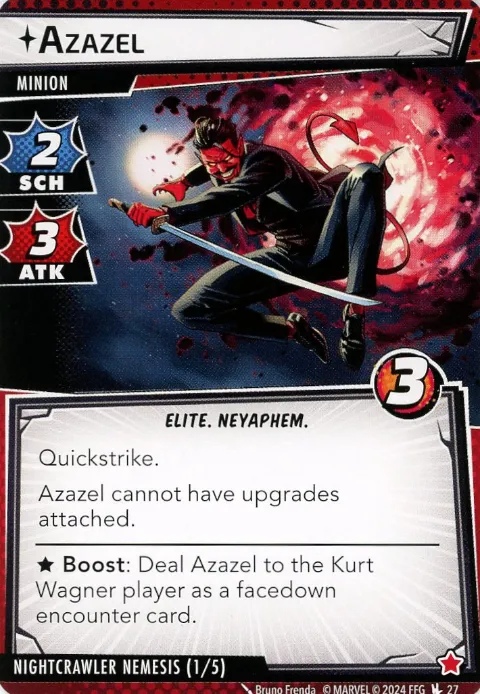 AZAZEL
MINION
2
SCH
3
ATK
3
ELITE. NEYAPHEM.
Quickstrike.
Azazel cannot have upgrades
attached.
★ Boost: Deal Azazel to the Kurt
Wagner player as a facedown
encounter card.
NIGHTCRAWLER NEMESIS (1/5)
Bruno Frenda © MARVEL © 2024 FFG 27